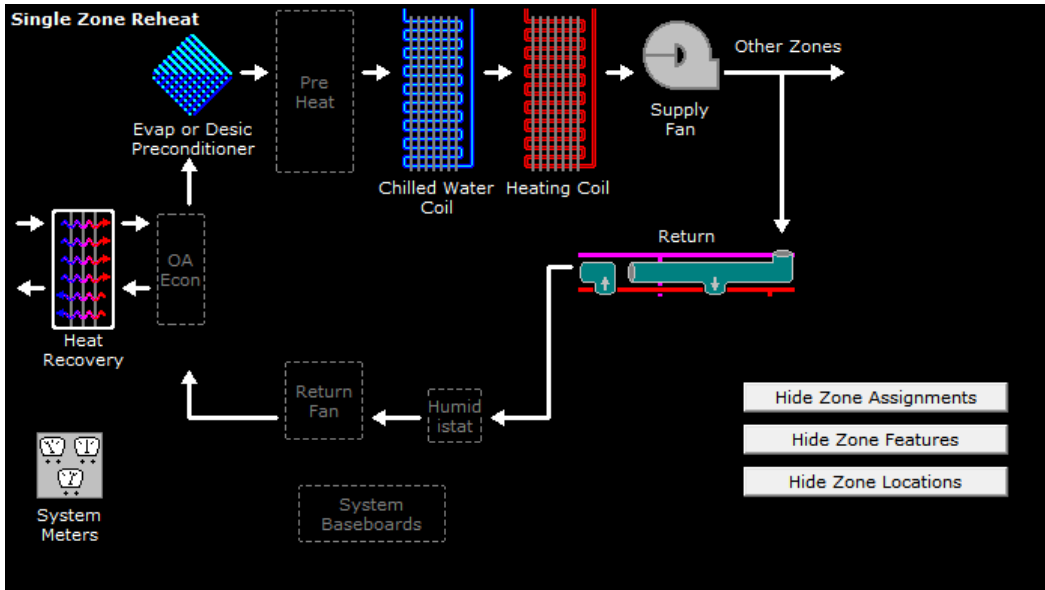 Single Zone Reheat
Other Zones
Pre
Heat
Supply
Fan
Evap or Desic
Preconditioner
Chilled Water
Coil
Heating Coil
Return
OA
Econ
Heat
Recovery
Return
Fan
Humid
istat
Hide Zone Assignments
Hide Zone Features
Hide Zone Locations
System
Meters
System
Baseboards